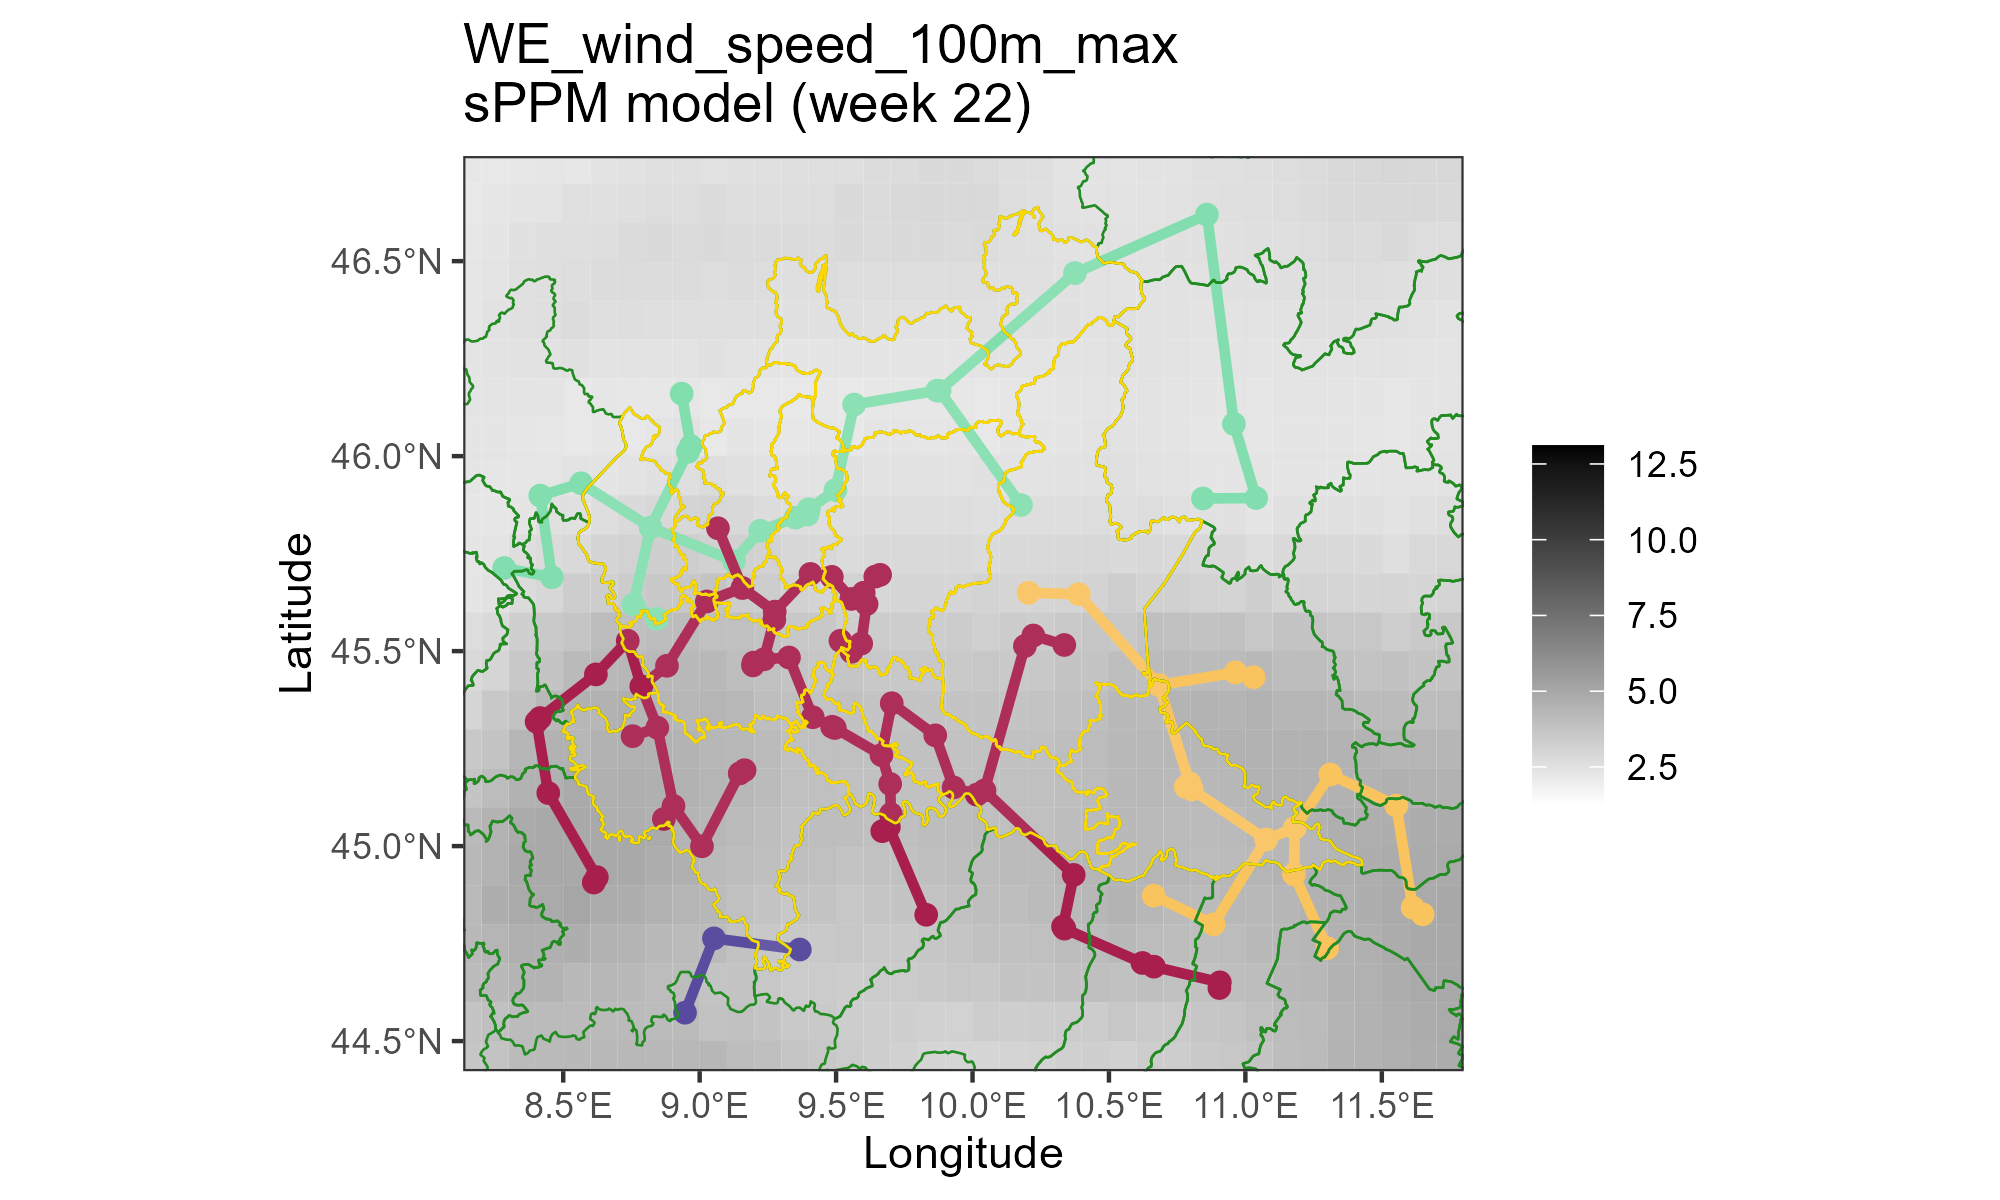 WE_wind_speed_100m_max
sPPM model (week 22)
46.5°N
46.0°N
45.5°N
45.0°N
44.5°N
Latitude
8.5°E
9.0°E
9.5°E
10.0°E
10.5°E
11.0°E
11.5°E
Longitude
12.5
10.0
7.5
5.0
2.5